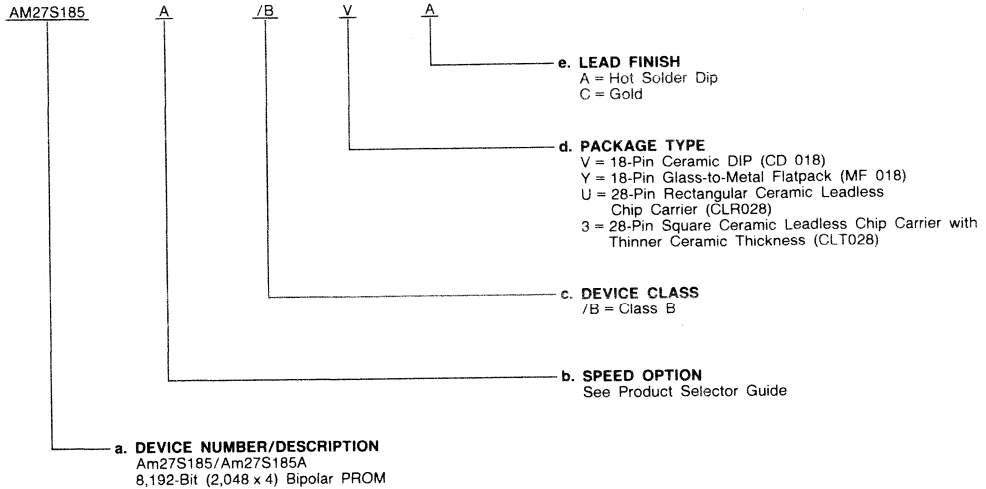 AM27S185 A /B V A
e. LEAD FINISH
A = Hot Solder Dip
C = Gold
d. PACKAGE TYPE
V = 18-Pin Ceramic DIP (CD 018)
Y = 18-Pin Glass-to-Metal Flatpack (MF 018)
U = 28-Pin Rectangular Ceramic Leadless
Chip Carrier (CLR028)
3 = 28-Pin Square Ceramic Leadless Chip Carrier with
Thinner Ceramic Thickness (CLT028)
c. DEVICE CLASS
/B = Class B
b. SPEED OPTION
See Product Selector Guide
a. DEVICE NUMBER/DESCRIPTION
Am27S185/Am27S185A
8,192-Bit (2,048 x 4) Bipolar PROM